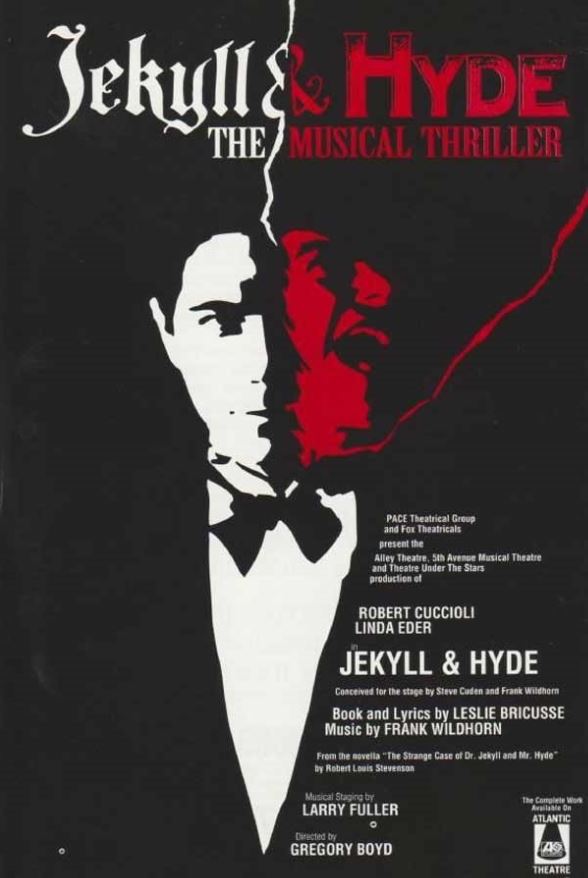 Jekyll & HYDE
THE MUSICAL THRILLER
PACE Theatrical Group
and Fox Theatricals
present the
Alley Theatre, 5th Avenue Musical Theatre
and Theatre Under The Stars
production of
ROBERT CUCCIOLI
LINDA EDER
in
JEKYLL & HYDE
Conceived for the stage by Steve Cuden and Frank Wildhorn
Book and Lyrics by LESLIE BRICUSSE
Music by FRANK WILDHORN
From the novella "The Strange Case of Dr. Jekyll and Mr. Hyde"
by Robert Louis Stevenson
Musical Staging by
LARRY FULLER
Directed by
GREGORY BOYD
The Complete Work
Available On
ATLANTIC
THEATRE